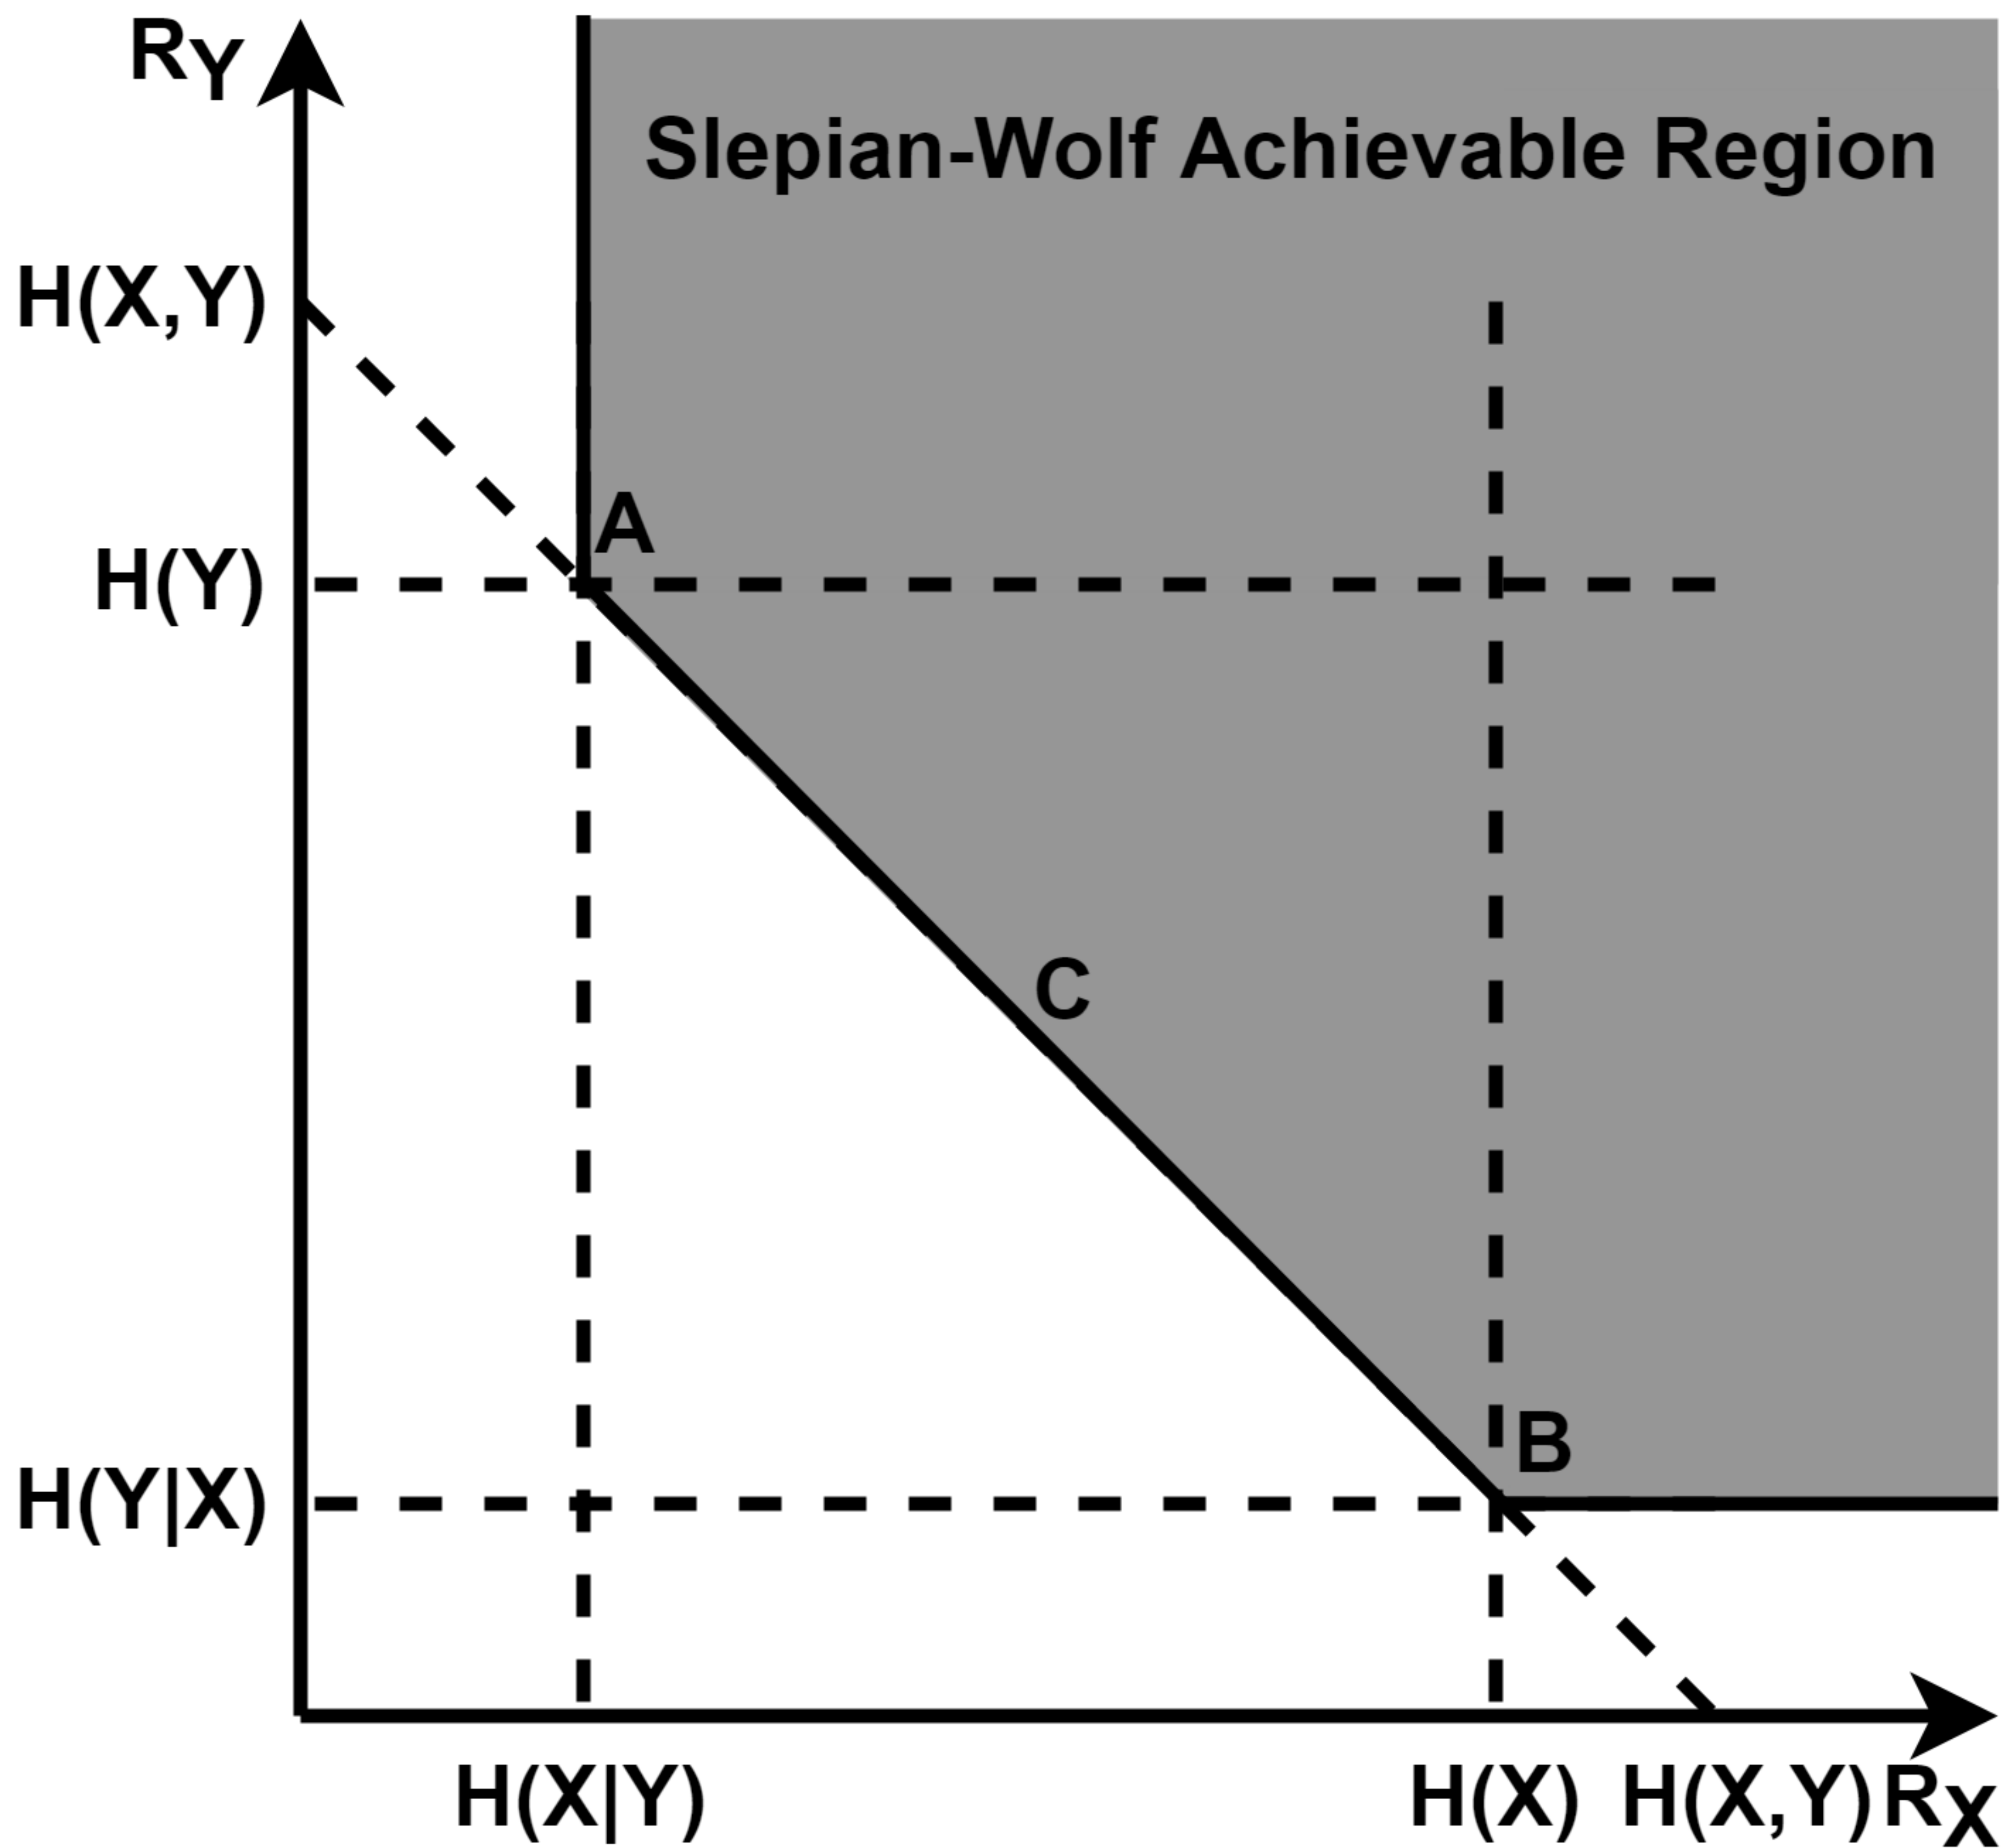 RY
Slepian-Wolf Achievable Region
H(X,Y)
A
H(Y)
C
B
H(Y|X)
H(X|Y)
H(X)
H(X,Y)
RX